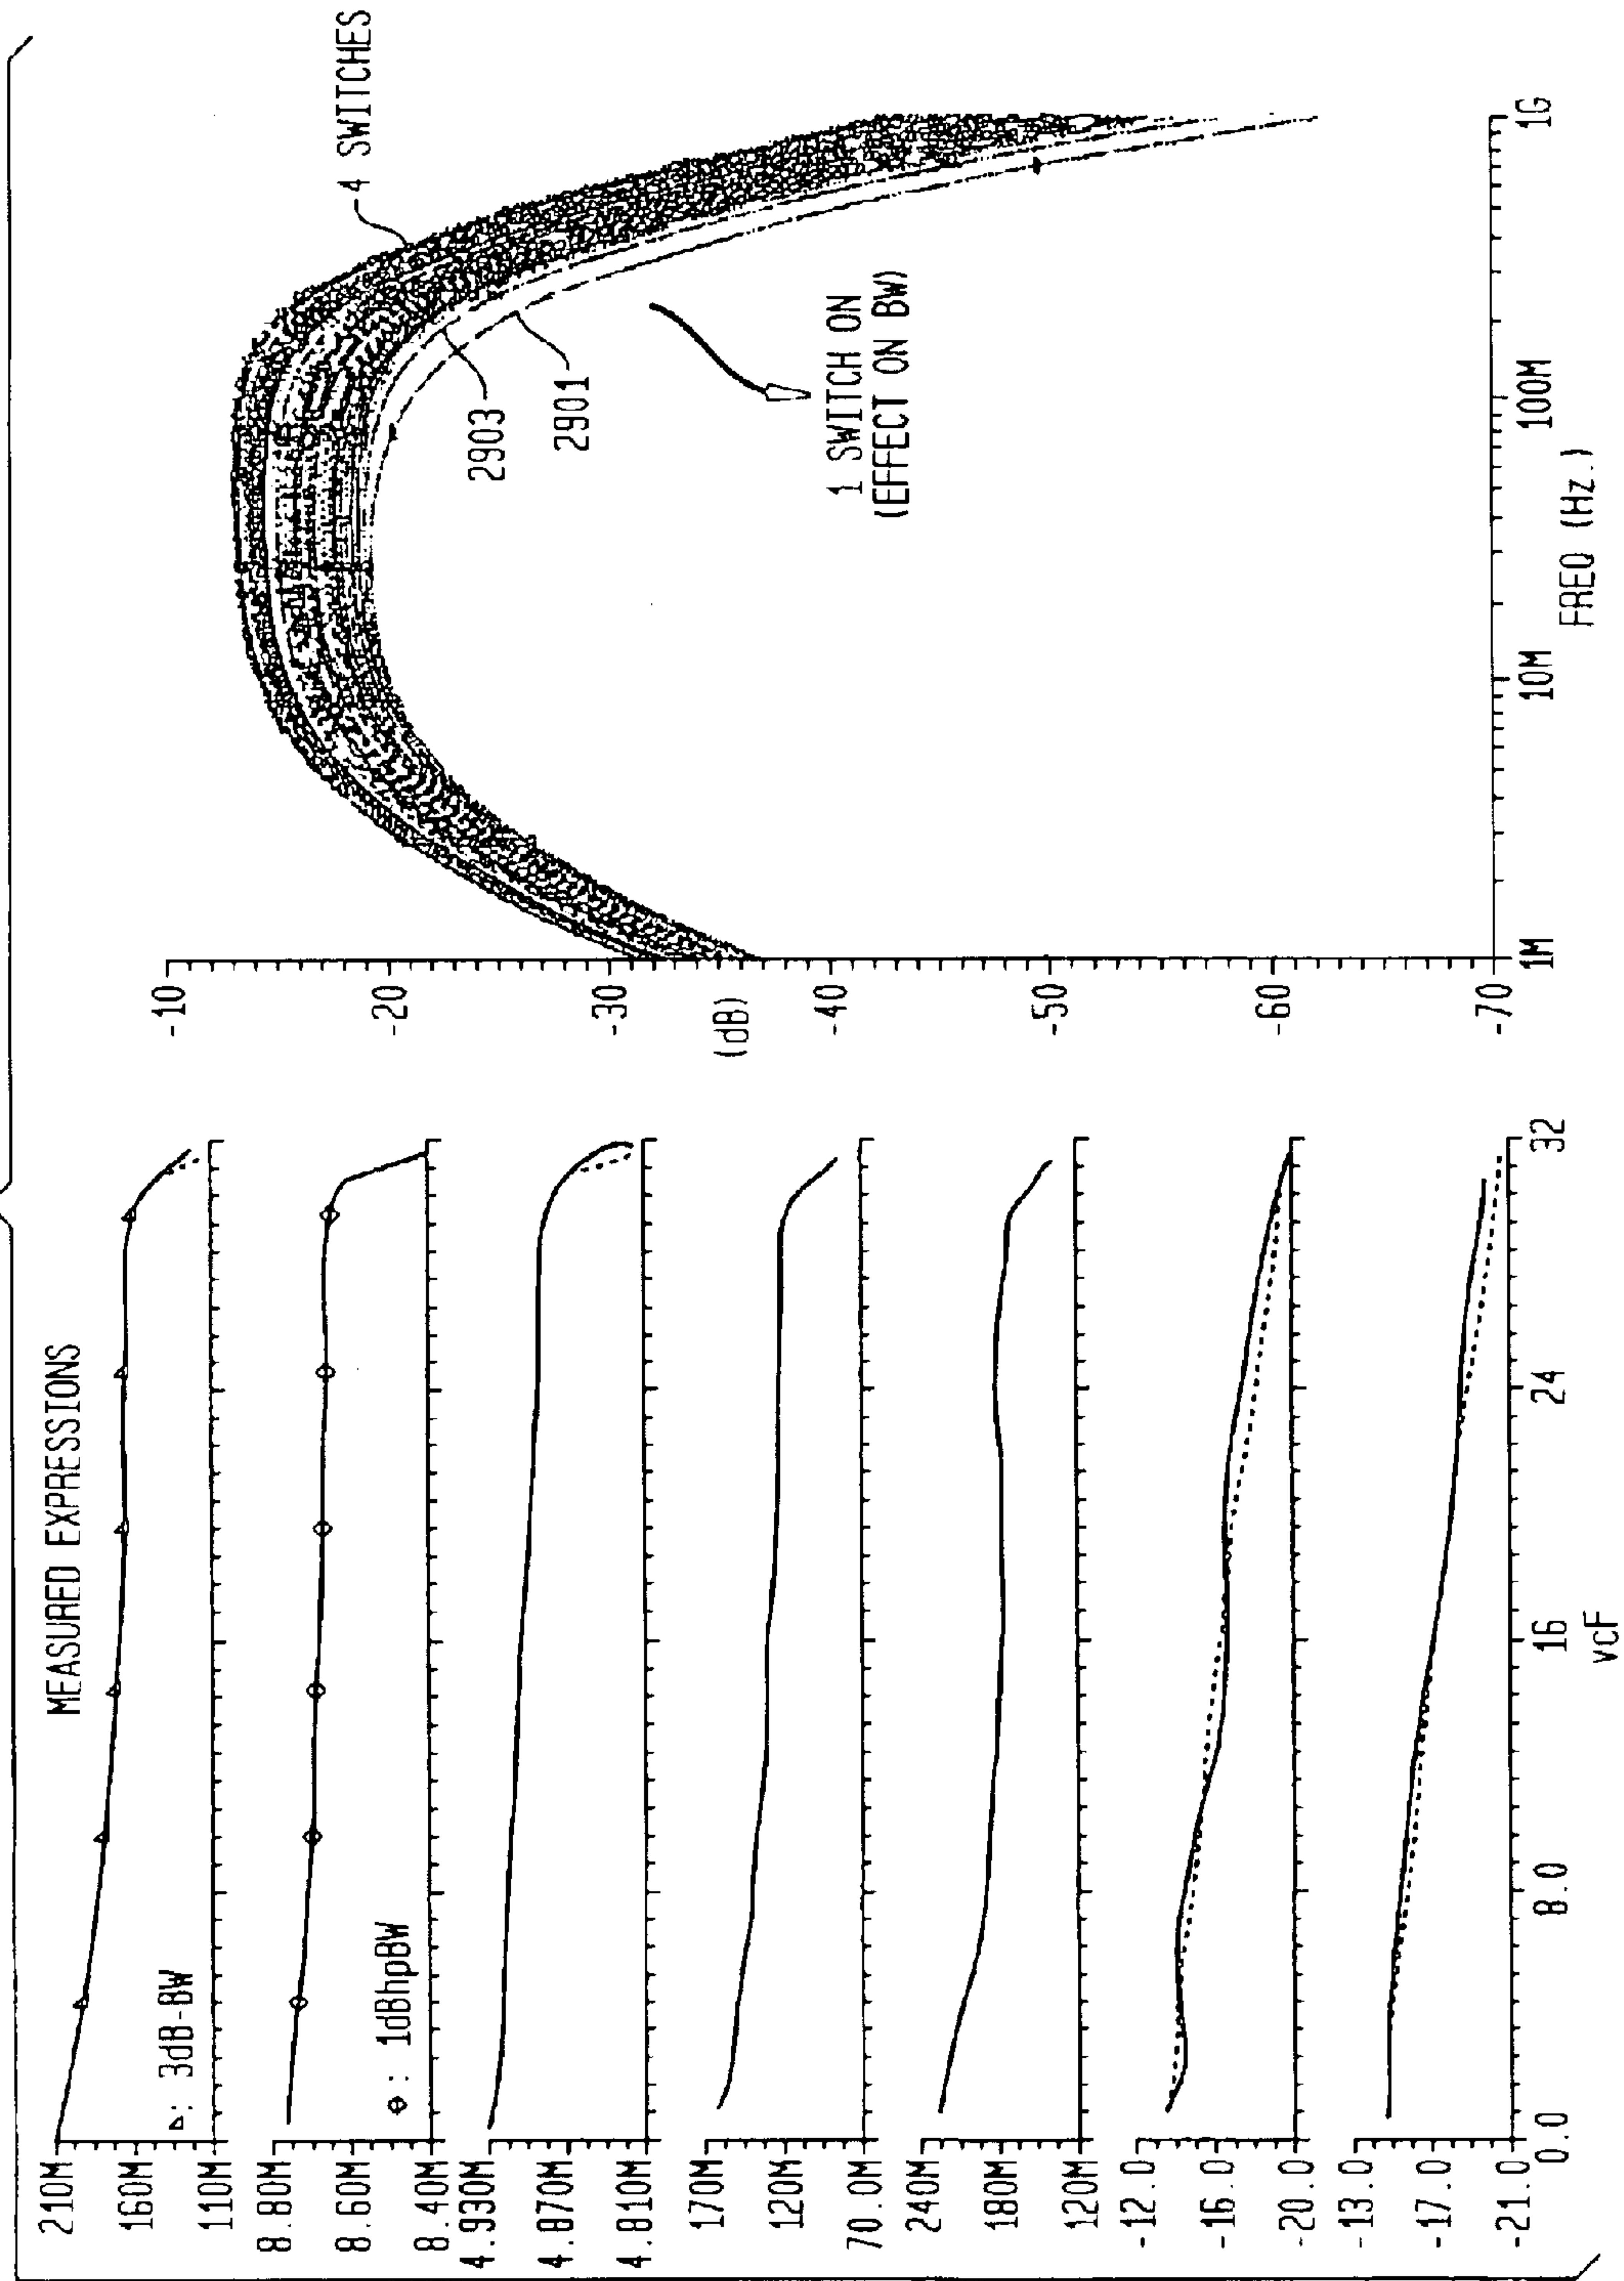 MEASURED EXPRESSIONS
210M
160M
110M
▵: 3dB-BW
8.80M
8.60M
8.40M
⌽: 1dBhpBW
4.930M
4.870M
4.810M
170M
120M
70.0M
240M
180M
120M
-12.0
-16.0
-20.0
-13.0
-17.0
-21.0
0.0
8.0
16
24
32
vcF
-10
-20
-30
(dB)
-40
-50
-60
-70
1M
10M
100M
1G
FREQ (Hz.)
4 SWITCHES
2903
2901
1 SWITCH ON
(EFFECT ON BW)